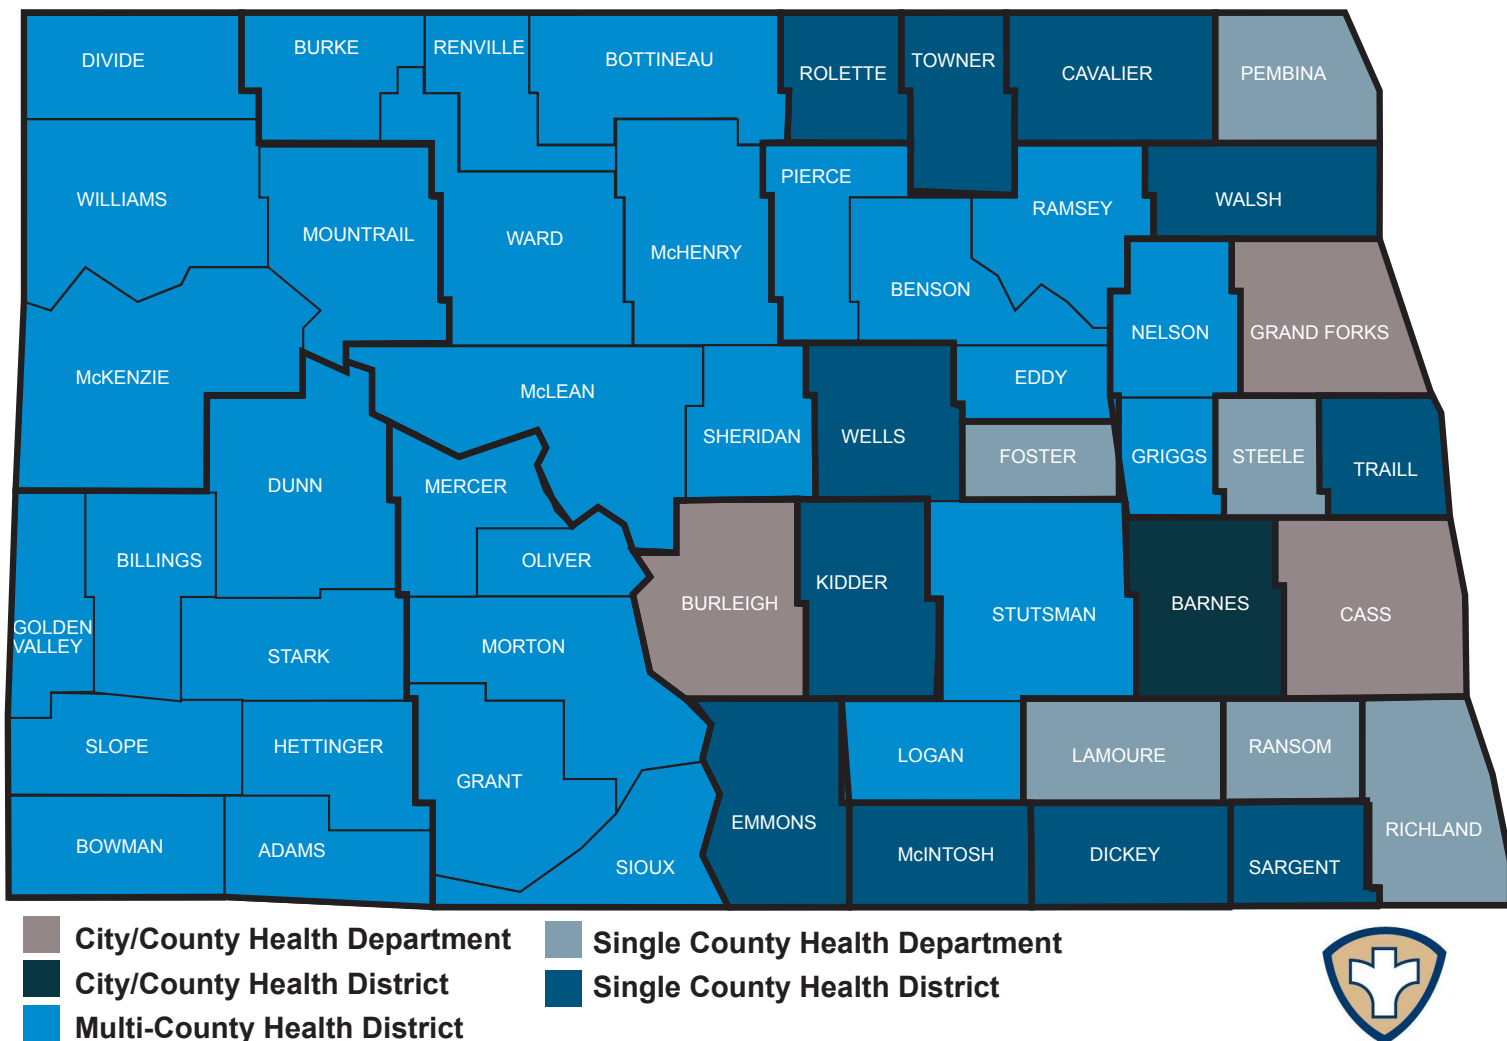 DIVIDE
BURKE
RENVILLE
BOTTINEAU
ROLETTE
TOWNER
CAVALIER
PEMBINA
WILLIAMS
MOUNTRAIL
WARD
McHENRY
PIERCE
BENSON
RAMSEY
WALSH
NELSON
GRAND FORKS
McKENZIE
McLEAN
SHERIDAN
WELLS
EDDY
FOSTER
GRIGGS
STEELE
TRAILL
DUNN
MERCER
OLIVER
BILLINGS
GOLDEN
VALLEY
STARK
MORTON
BURLEIGH
KIDDER
STUTSMAN
BARNES
CASS
SLOPE
HETTINGER
GRANT
BOWMAN
ADAMS
SIOUX
EMMONS
LOGAN
LAMOURE
RANSOM
RICHLAND
McINTOSH
DICKEY
SARGENT
City/County Health Department
City/County Health District
Multi-County Health District
Single County Health Department
Single County Health District